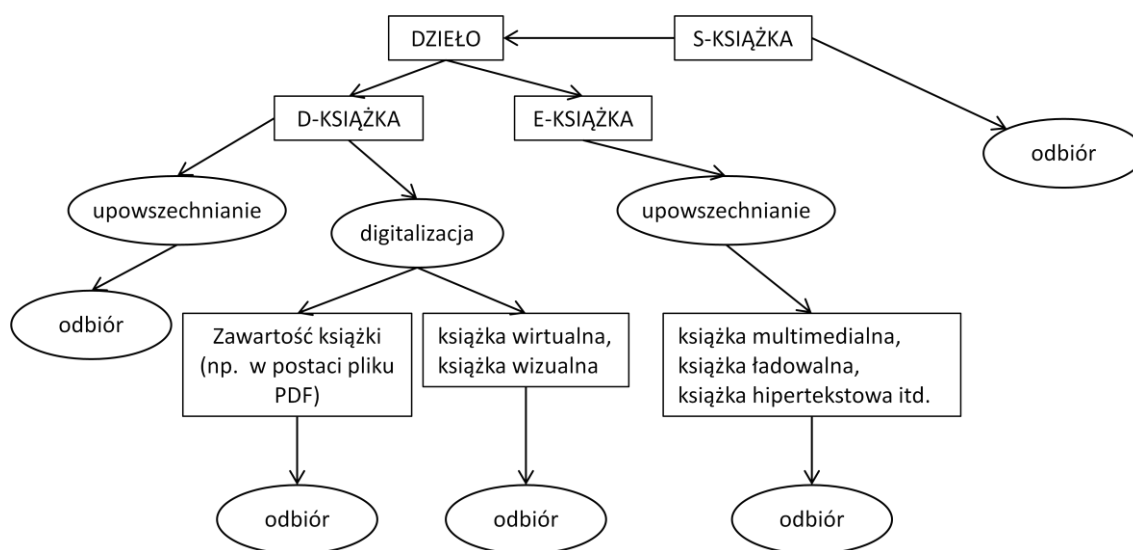 DZIEŁO
S-KSIĄŻKA
D-KSIĄŻKA
E-KSIĄŻKA
odbiór
upowszechnianie
digitalizacja
upowszechnianie
odbiór
Zawartość książki
(np.  w postaci pliku
PDF)
książka wirtualna,
książka wizualna
książka multimedialna,
książka ładowalna,
książka hipertekstowa itd.
odbiór
odbiór
odbiór